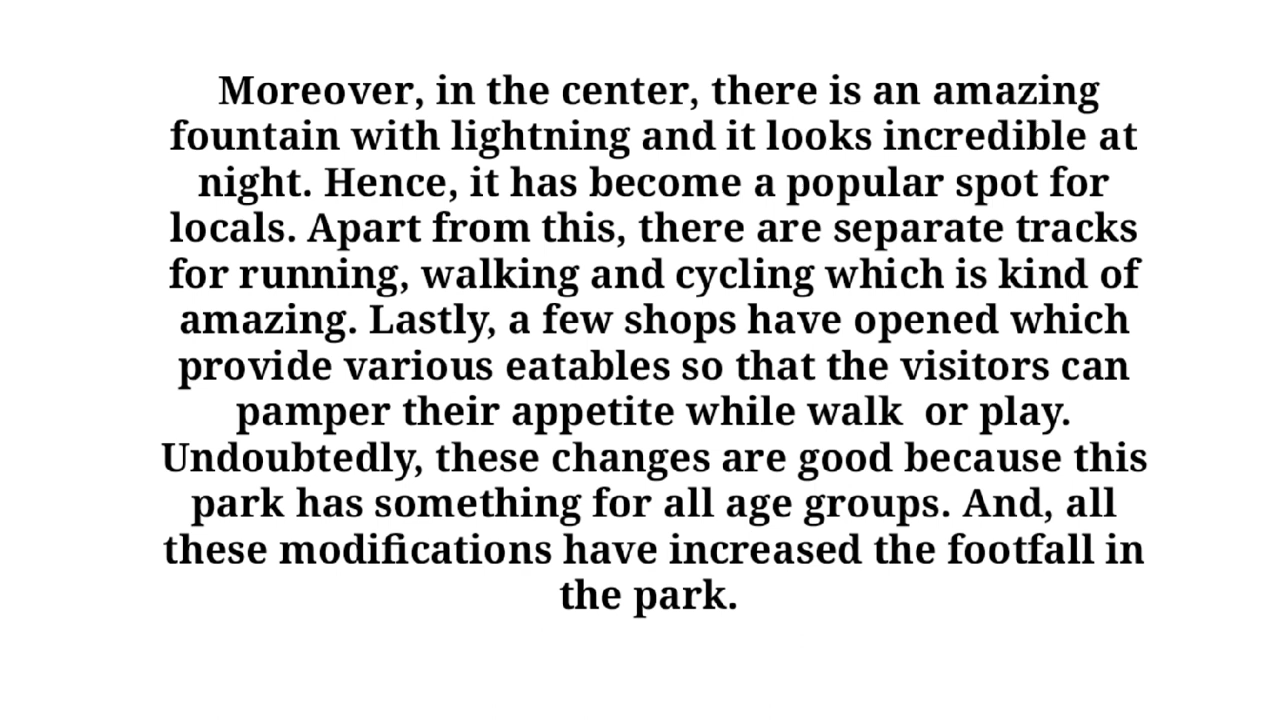 Moreover, in the center, there is an amazing
fountain with lightning and it looks incredible at
night. Hence, it has become a popular spot for
locals. Apart from this, there are separate tracks
for running, walking and cycling which is kind of
amazing. Lastly, a few shops have opened which
provide various eatables so that the visitors can
pamper their appetite while walk  or play.
Undoubtedly, these changes are good because this
park has something for all age groups. And, all
these modifications have increased the footfall in
the park.